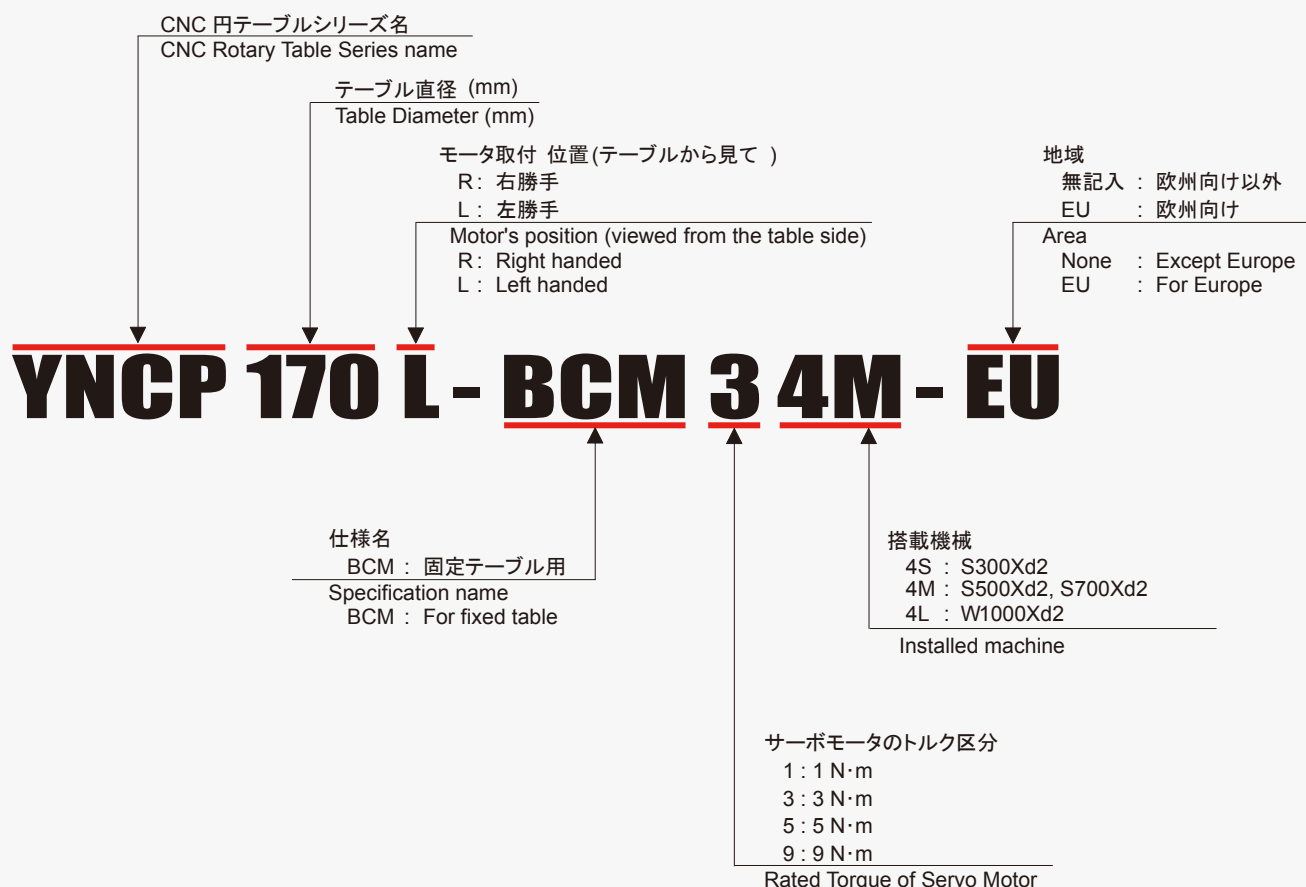 CNC 円テーブルシリーズ名
CNC Rotary Table Series name
テーブル直径 (mm)
Table Diameter (mm)
モータ取付 位置(テーブルから見て )
R : 右勝手
L : 左勝手
Motor's position (viewed from the table side)
R : Right handed
L : Left handed
地域
無記入 : 欧州向け以外
EU : 欧州向け
Area
None : Except Europe
EU : For Europe
YNCP 170 L - BCM 3 4M - EU
仕様名
BCM : 固定テーブル用
Specification name
BCM : For fixed table
搭載機械
4S : S300Xd2
4M : S500Xd2, S700Xd2
4L : W1000Xd2
Installed machine
サーボモータのトルク区分
1 : 1 N·m
3 : 3 N·m
5 : 5 N·m
9 : 9 N·m
Rated Torque of Servo Motor